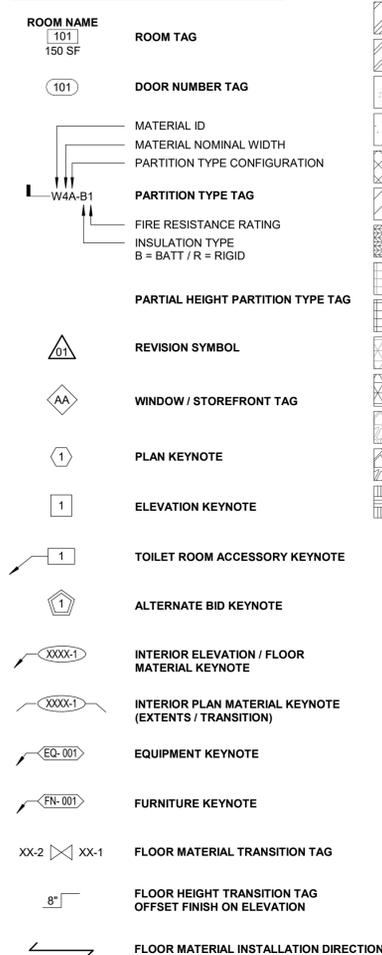 ROOM NAME
101
150 SF
ROOM TAG
101
DOOR NUMBER TAG
MATERIAL ID
MATERIAL NOMINAL WIDTH
PARTITION TYPE CONFIGURATION
W4A-B1
PARTITION TYPE TAG
FIRE RESISTANCE RATING
INSULATION TYPE
B = BATT / R = RIGID
PARTIAL HEIGHT PARTITION TYPE TAG
01
REVISION SYMBOL
AA
WINDOW / STOREFRONT TAG
1
PLAN KEYNOTE
1
ELEVATION KEYNOTE
1
TOILET ROOM ACCESSORY KEYNOTE
1
ALTERNATE BID KEYNOTE
XXXX-1
INTERIOR ELEVATION / FLOOR
MATERIAL KEYNOTE
XXXX-1
INTERIOR PLAN MATERIAL KEYNOTE
(EXTENTS / TRANSITION)
EQ- 001
EQUIPMENT KEYNOTE
FN- 001
FURNITURE KEYNOTE
XX-2 XX-1
FLOOR MATERIAL TRANSITION TAG
8"
FLOOR HEIGHT TRANSITION TAG
OFFSET FINISH ON ELEVATION
FLOOR MATERIAL INSTALLATION DIRECTION